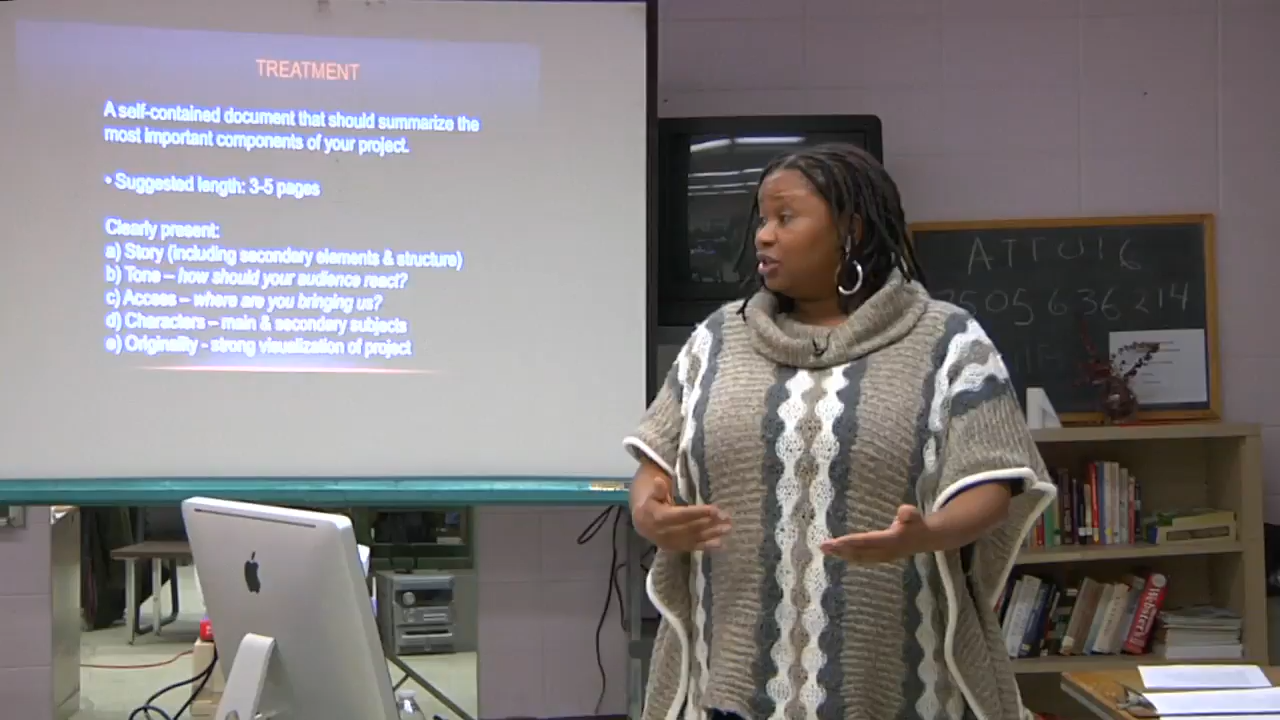 TREATMENT
A self-contained document that should summarize the
most important components of your project.
• Suggested length: 3-5 pages
Clearly present:
a) Story (including secondary elements & structure)
b) Tone – how should your audience react?
c) Access – where are you bringing us?
d) Characters – main & secondary subjects
e) Originality - strong visualization of project
Webster's